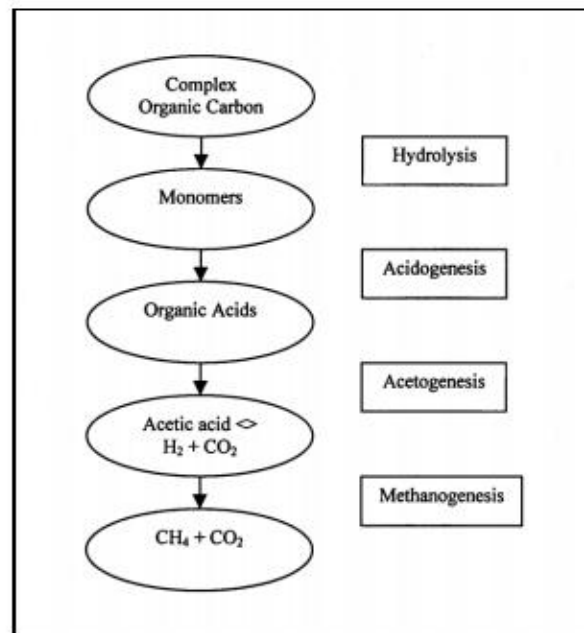 Complex
Organic Carbon
Hydrolysis
Monomers
Acidogenesis
Organic Acids
Acetogenesis
Acetic acid <>
H₂ + CO₂
Methanogenesis
CH₄ + CO₂